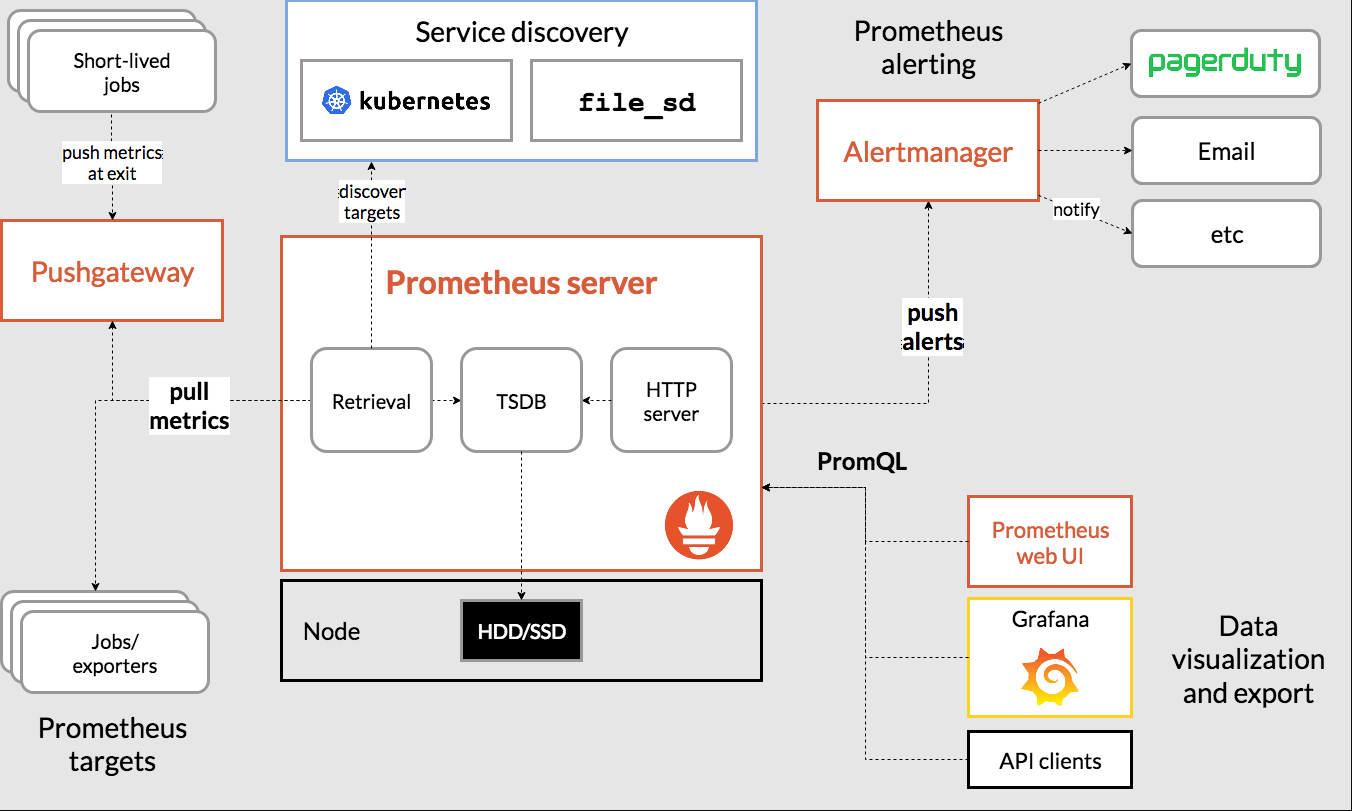 Short-lived
jobs
push metrics
at exit
Pushgateway
Service discovery
kubernetes
file_sd
discover
targets
Prometheus
alerting
Alertmanager
pagerduty
Email
notify
etc
Prometheus server
Retrieval
TSDB
HTTP
server
pull
metrics
push
alerts
PromQL
Node
HDD/SSD
Jobs/
exporters
Prometheus
targets
Prometheus
web UI
Grafana
API clients
Data
visualization
and export